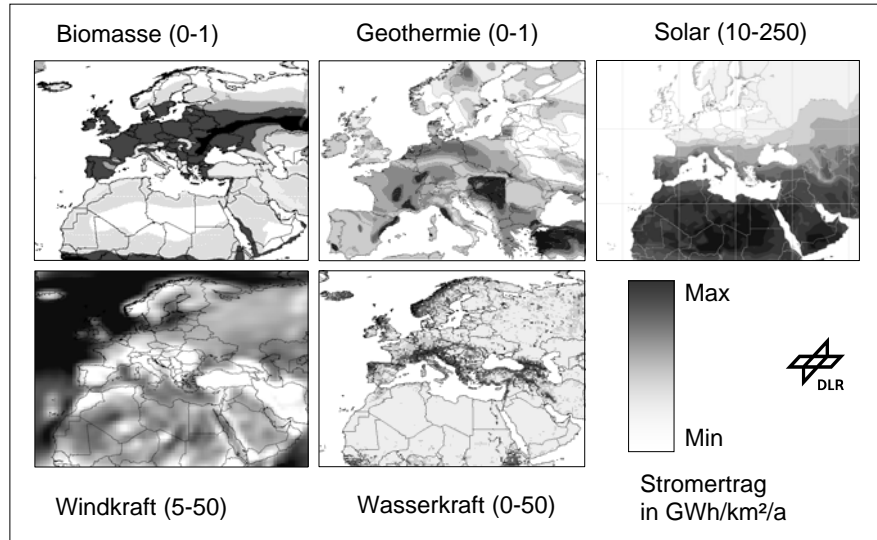 Biomasse (0-1)
Geothermie (0-1)
Solar (10-250)
Max
Min
DLR
Windkraft (5-50)
Wasserkraft (0-50)
Stromertrag
in GWh/km²/a